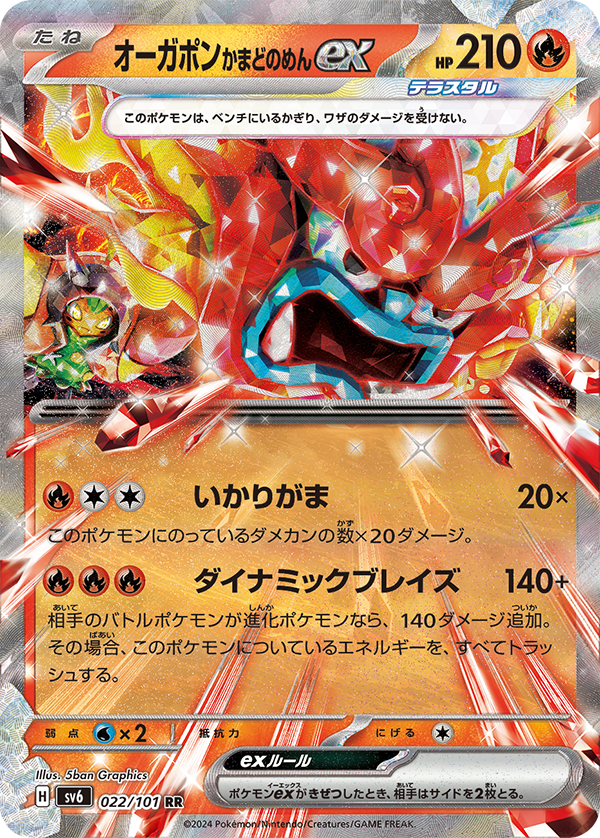 たね オーガポン かまどのめん ex HP 210
テラスタル
このポケモンは、ベンチにいるかぎり、ワザのダメージを受けない。
いかりがま 20×
このポケモンにのっているダメカンの数×20ダメージ。
ダイナミックブレイズ 140+
相手のバトルポケモンが進化ポケモンなら、140ダメージ追加。
その場合、このポケモンについているエネルギーを、すべてトラッ
シュする。
弱点 ×2 抵抗力 にげる
exルール
ポケモンexがきぜつしたとき、相手はサイドを2枚とる。
Illus. 5ban Graphics
H sv6 022/101 RR
©2024 Pokémon/Nintendo/Creatures/GAME FREAK.